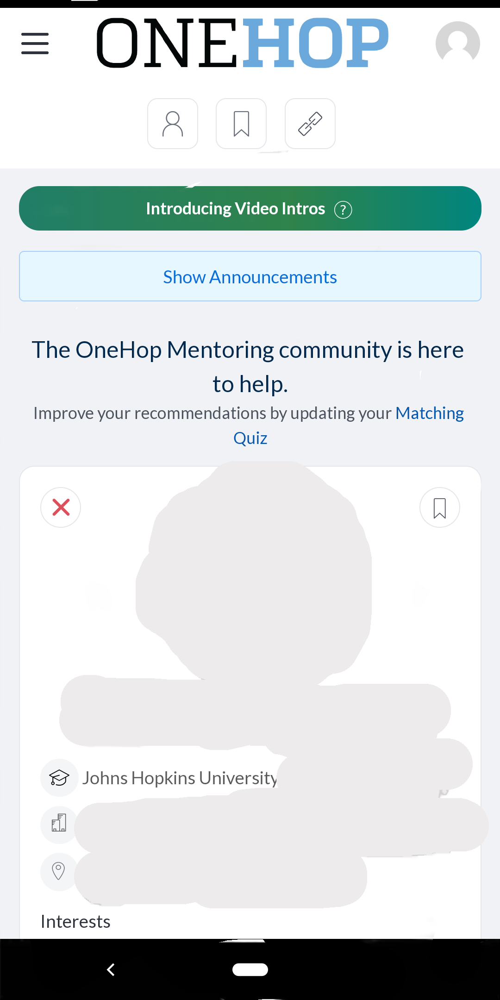 ONEHOP
Introducing Video Intros ?
Show Announcements
The OneHop Mentoring community is here
to help.
Improve your recommendations by updating your Matching
Quiz
Johns Hopkins University
Interests